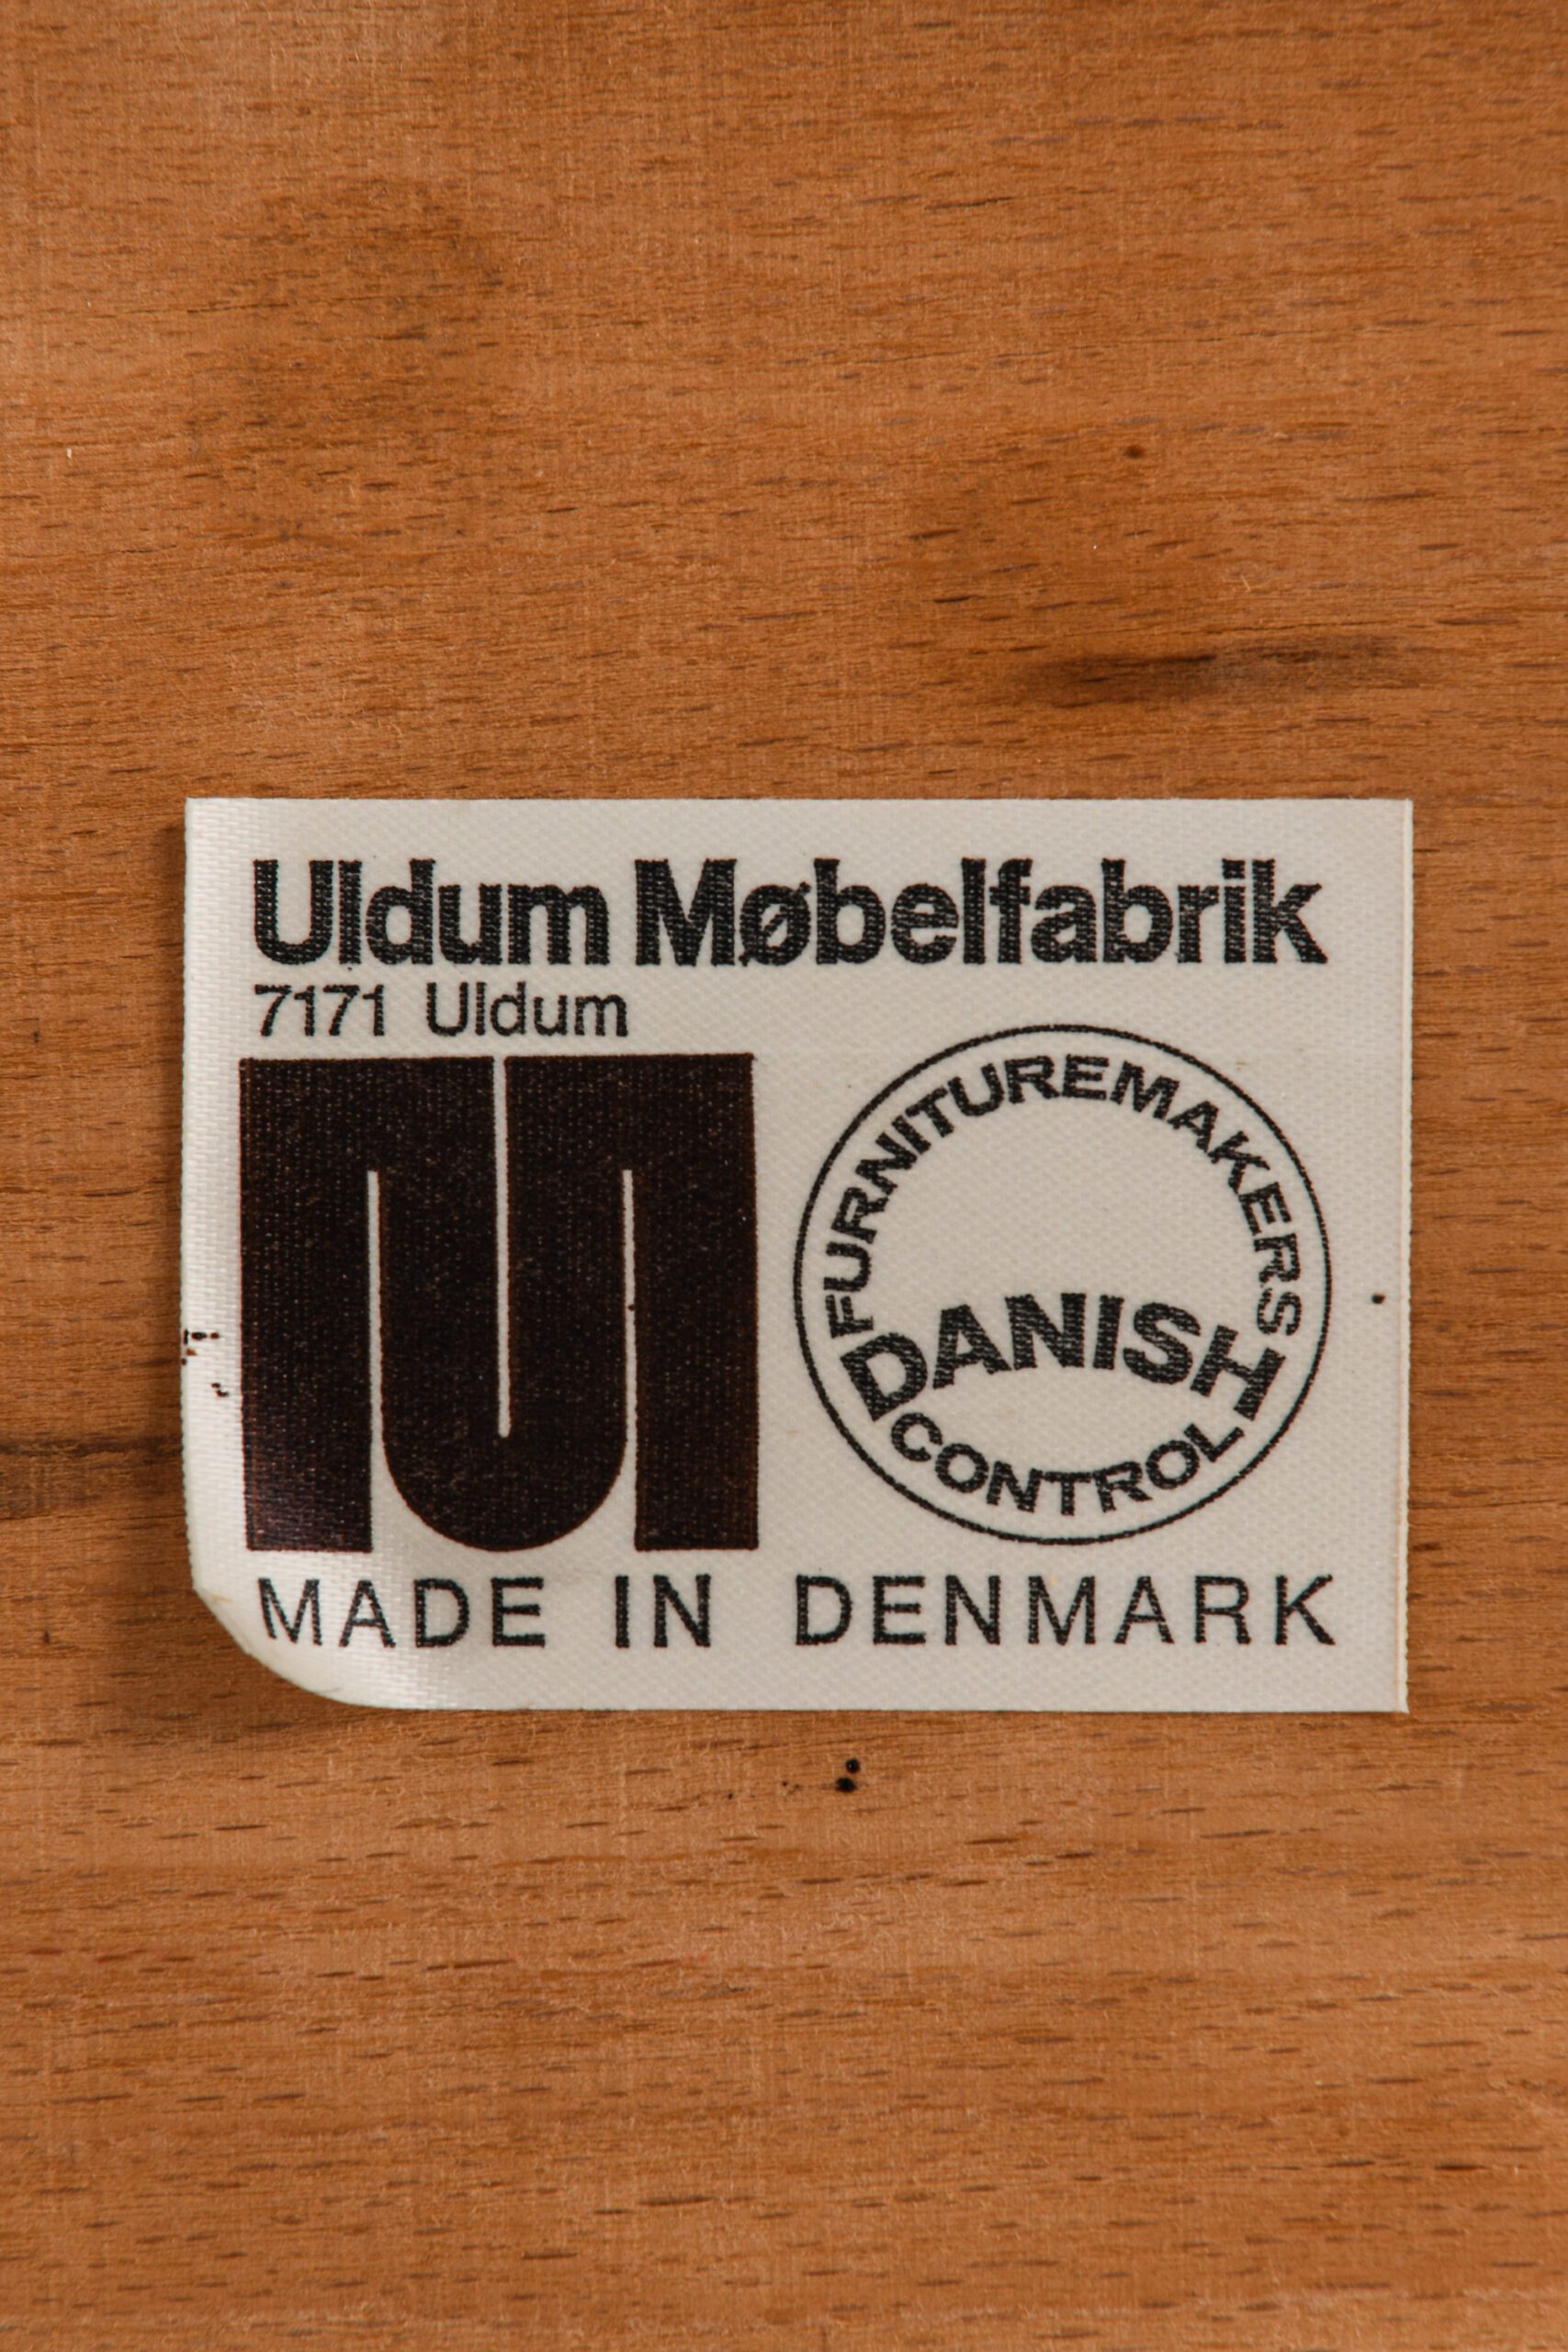 Uldum Møbelfabrik
7171 Uldum
FURNITUREMAKERS
DANISH
CONTROL
MADE IN DENMARK